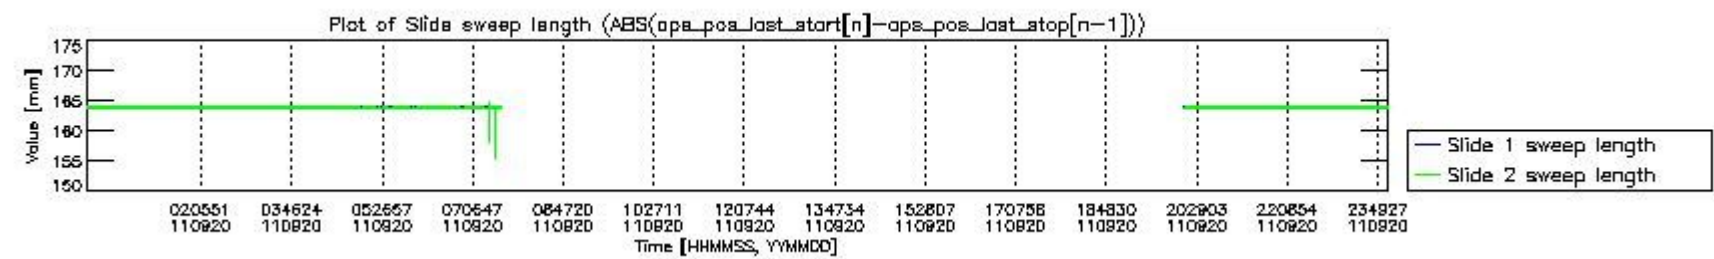 Plot of Slide sweep length (ABS(ops_pos_last_start[n]-ops_pos_last_stop[n-1]))
175
170
165
160
155
150
Value [mm]
Slide 1 sweep length
Slide 2 sweep length
020551 034624 052657 070647 084720 102711 120744 134734 152807 170758 184830 202903 220854 234927
110920 110920 110920 110920 110920 110920 110920 110920 110920 110920 110920 110920 110920 110920
Time [HHMMSS, YYMMDD]